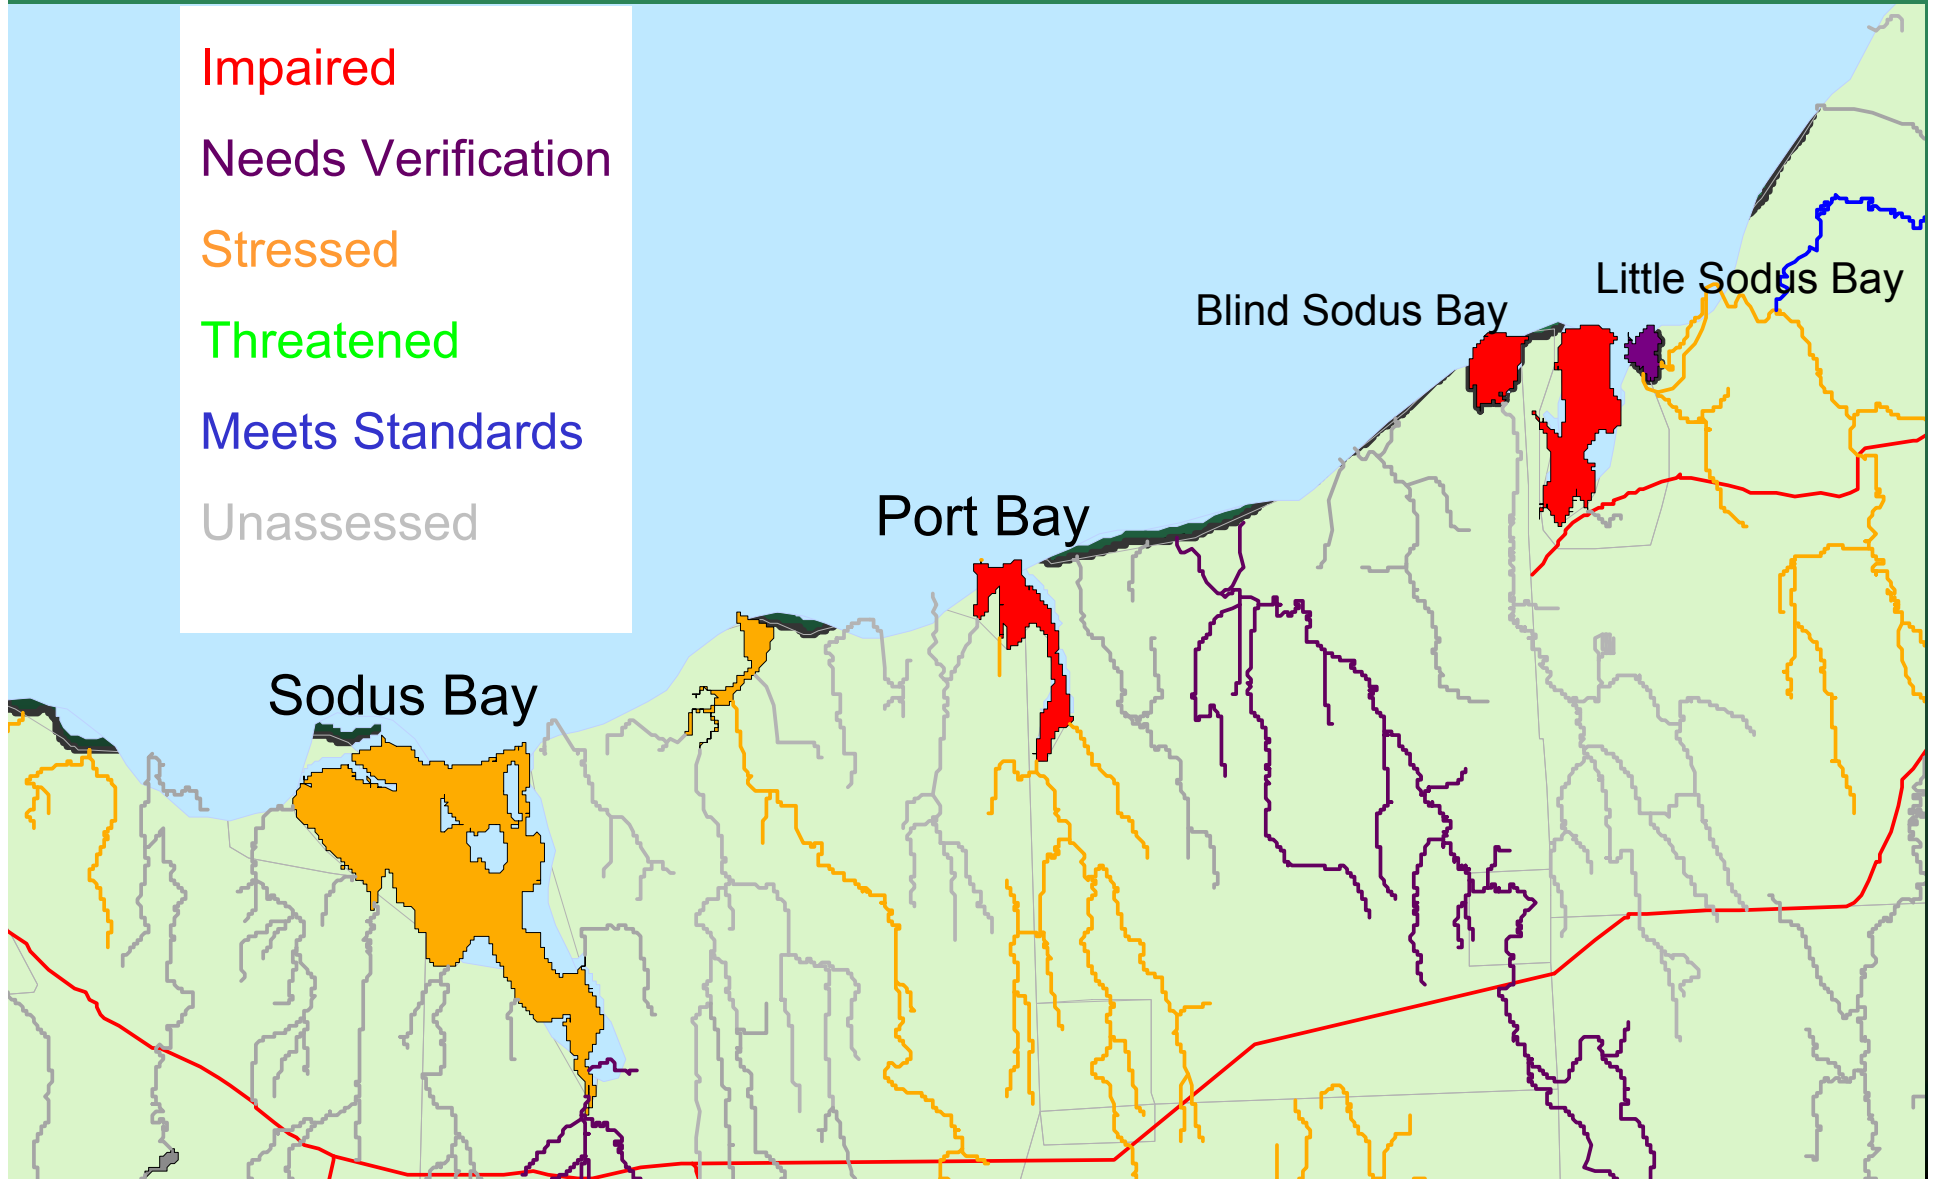 Impaired
Needs Verification
Stressed
Threatened
Meets Standards
Unassessed
Little Sodus Bay
Blind Sodus Bay
Port Bay
Sodus Bay